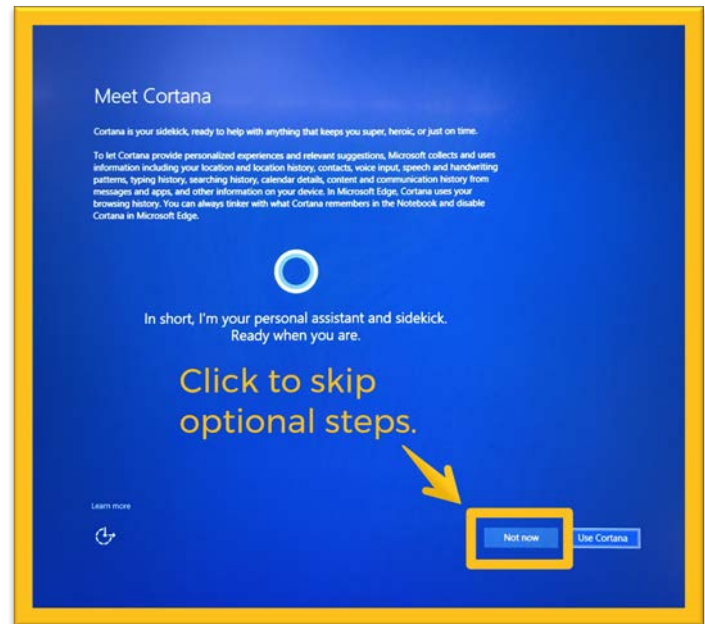 Meet Cortana
Cortana is your sidekick, ready to help with anything that keeps you super, heroic, or just on time.
To let Cortana provide personalized experiences and relevant suggestions, Microsoft collects and uses
information including your location and location history, contacts, voice input, speech and handwriting
patterns, typing history, searching history, calendar details, content and communication history from
messages and apps, and other information on your device. In Microsoft Edge, Cortana uses your
browsing history. You can always tinker with what Cortana remembers in the Notebook and disable
Cortana in Microsoft Edge.
In short, I'm your personal assistant and sidekick.
Ready when you are.
Click to skip
optional steps.
Learn more
Not now
Use Cortana